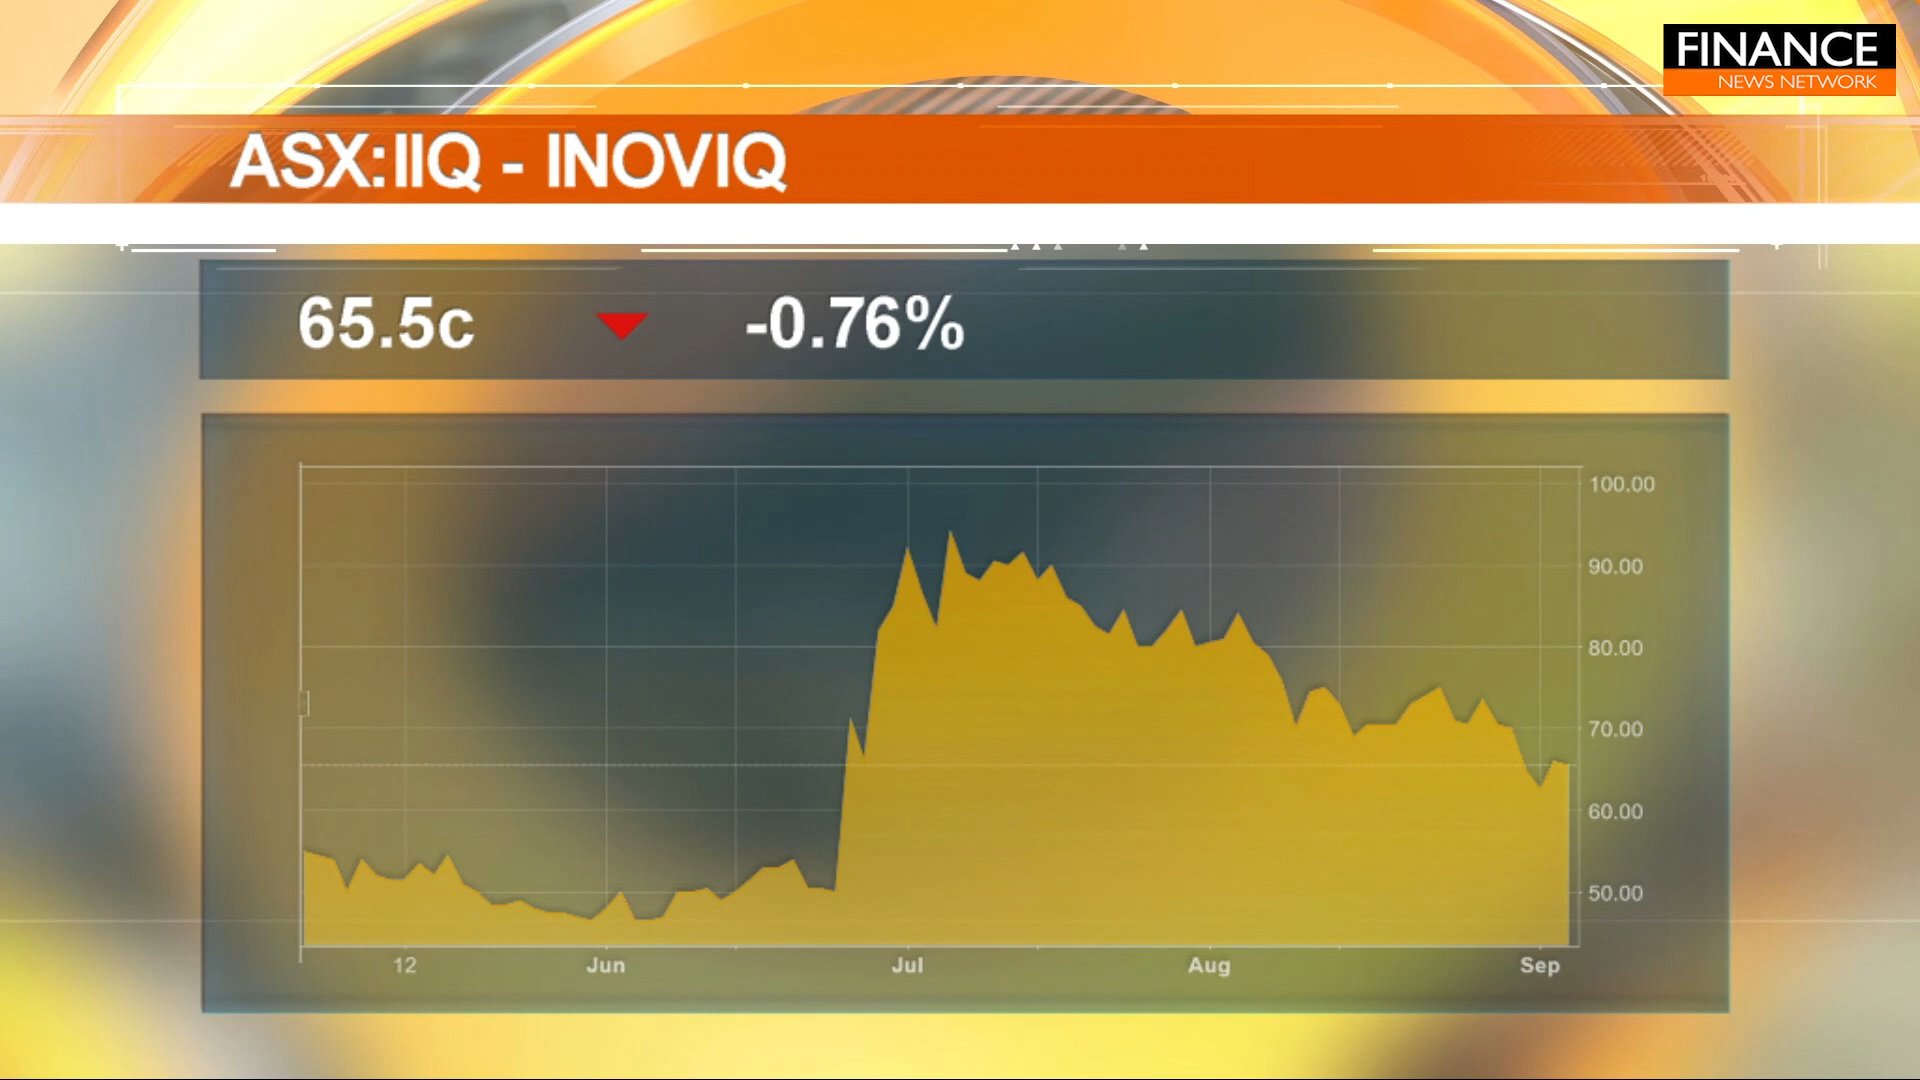 FINANCE
NEWS NETWORK
ASX:IIQ - INOVIQ
65.5c -0.76%
100.00
90.00
80.00
70.00
60.00
50.00
12 Jun Jul Aug Sep